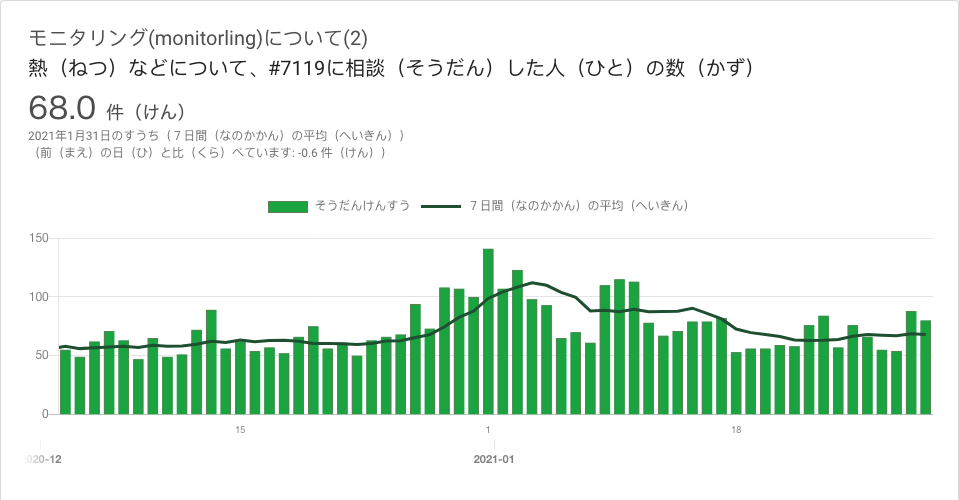 モニタリング(monitorling)について(2)
熱（ねつ）などについて、#7119に相談（そうだん）した人（ひと）の数（かず）
68.0 件（けん）
2021年1月31日のすうち（７日間（なのかかん）の平均（へいきん））
（前（まえ）の日（ひ）と比（くら）べています: -0.6 件（けん））
そうだんけんすう ７日間（なのかかん）の平均（へいきん）
150
100
50
0
15 1 18
020-12 2021-01